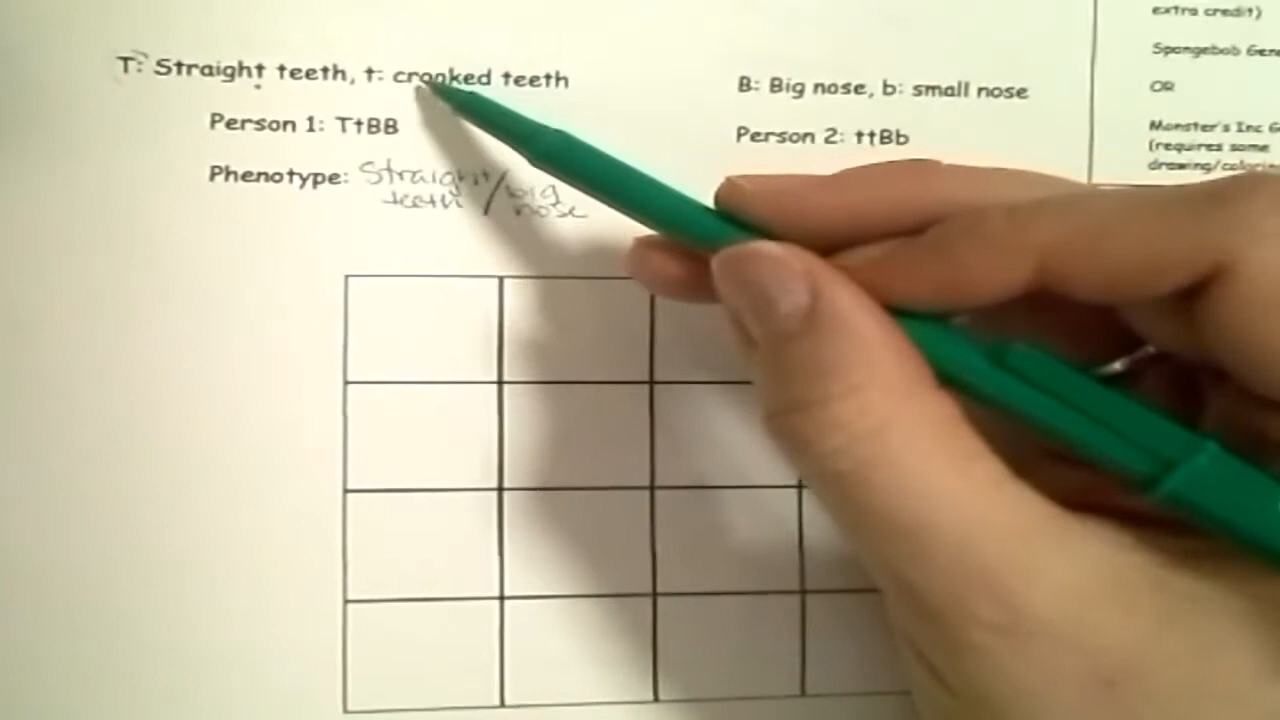 T: Straight teeth, t: crooked teeth
Person 1: TtBB
Phenotype: Straight teeth / big nose
B: Big nose, b: small nose
Person 2: ttBb
extra credit)
Spongebob Gen
OR
Monster's Inc G
(requires some
drawing/colorin